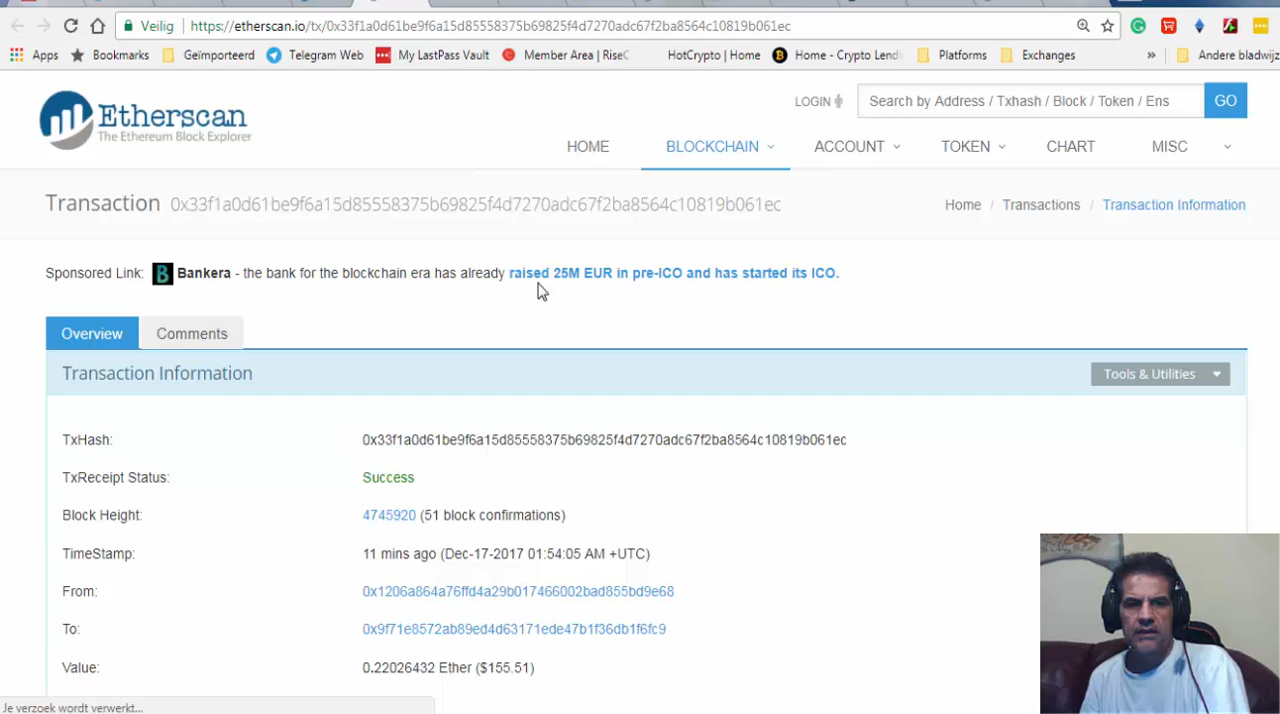 Veilig https://etherscan.io/tx/0x33f1a0d61be9f6a15d85558375b69825f4d7270adc67f2ba8564c10819b061ec
Apps Bookmarks Geïmporteerd Telegram Web My LastPass Vault Member Area | RiseC HotCrypto | Home Home - Crypto Lendi Platforms Exchanges » Andere bladwijz
Etherscan
The Ethereum Block Explorer
LOGIN Search by Address / Txhash / Block / Token / Ens GO
HOME BLOCKCHAIN ACCOUNT TOKEN CHART MISC
Transaction 0x33f1a0d61be9f6a15d85558375b69825f4d7270adc67f2ba8564c10819b061ec
Home / Transactions / Transaction Information
Sponsored Link: B Bankera - the bank for the blockchain era has already raised 25M EUR in pre-ICO and has started its ICO.
Overview Comments
Transaction Information Tools & Utilities
TxHash: 0x33f1a0d61be9f6a15d85558375b69825f4d7270adc67f2ba8564c10819b061ec
TxReceipt Status: Success
Block Height: 4745920 (51 block confirmations)
TimeStamp: 11 mins ago (Dec-17-2017 01:54:05 AM +UTC)
From: 0x1206a864a76ffd4a29b017466002bad855bd9e68
To: 0x9f71e8572ab89ed4d63171ede47b1f36db1f6fc9
Value: 0.22026432 Ether ($155.51)
Je verzoek wordt verwerkt...